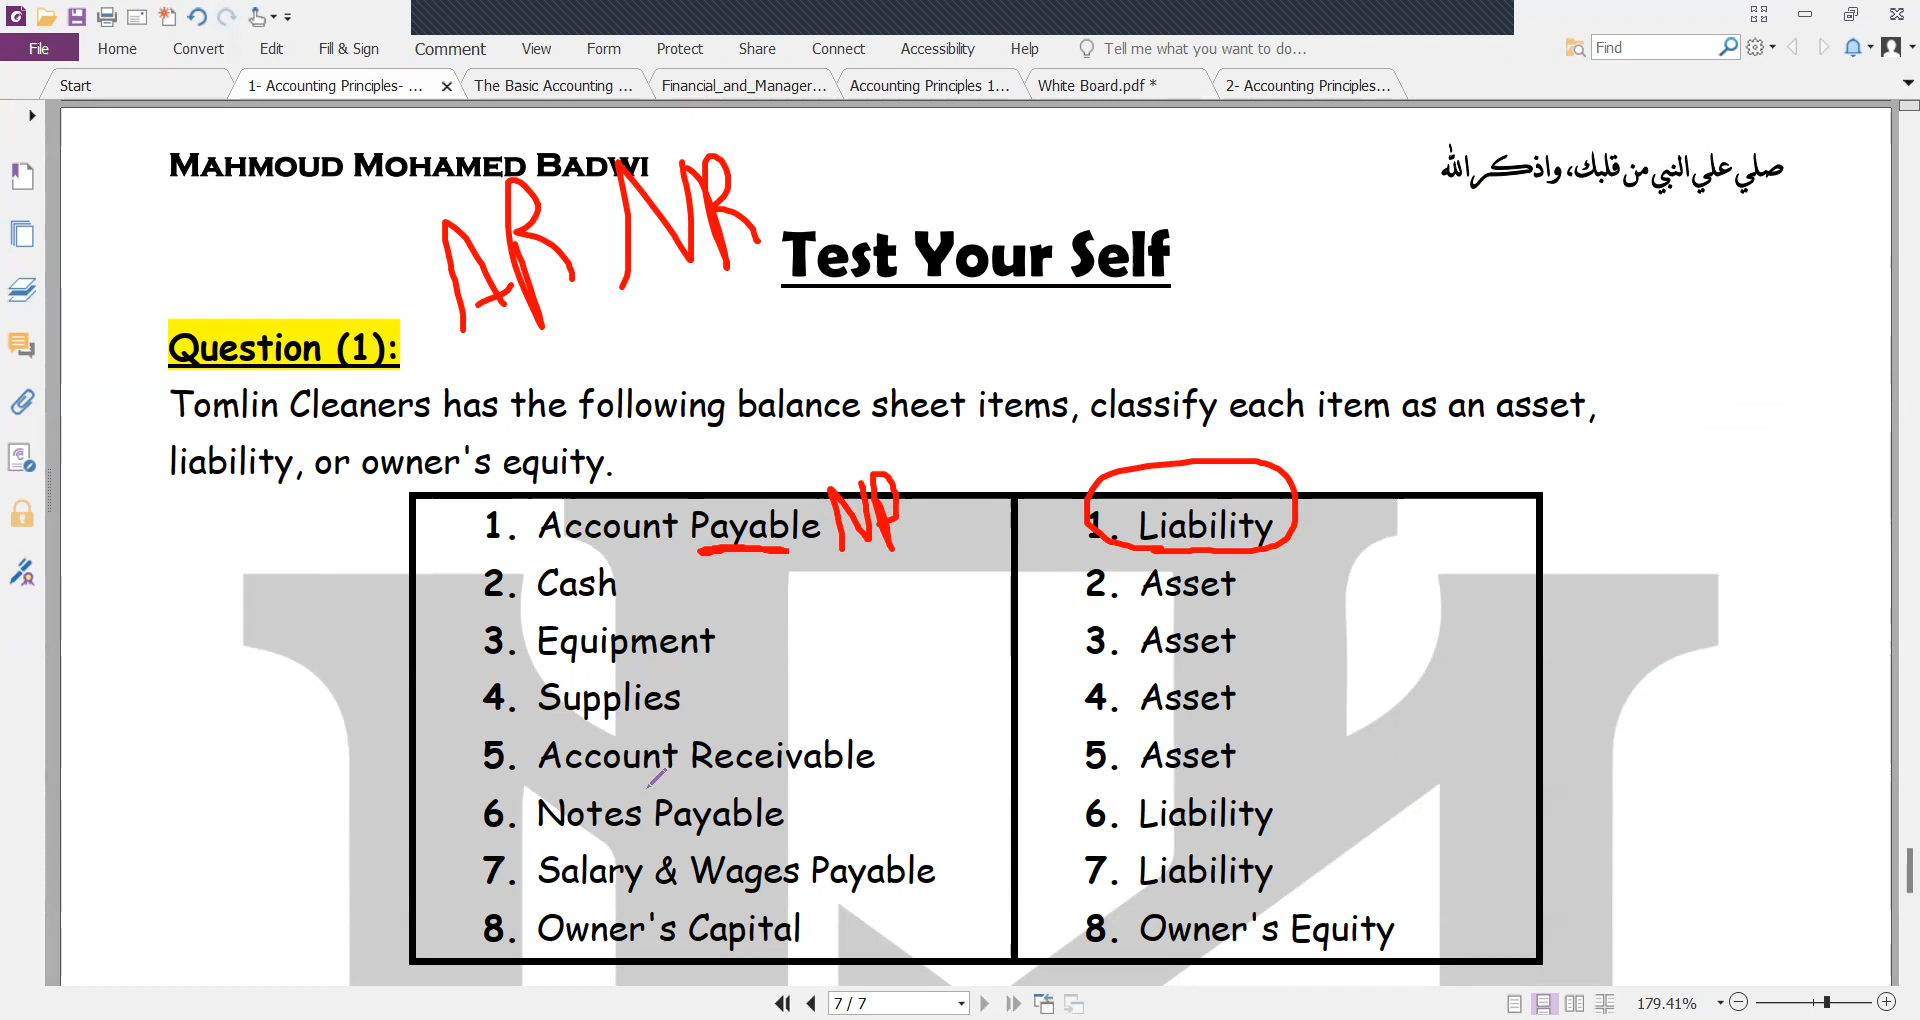 File Home Convert Edit Fill & Sign Comment View Form Protect Share Connect Accessibility Help Tell me what you want to do... Find
Start 1- Accounting Principles- ... The Basic Accounting ... Financial_and_Manager... Accounting Principles 1... White Board.pdf * 2- Accounting Principles...
MAHMOUD MOHAMED BADWI صلي علي النبي من قلبك، واذكر الله
AR NR
Test Your Self
Question (1):
Tomlin Cleaners has the following balance sheet items, classify each item as an asset,
liability, or owner's equity.
1. Account Payable NP 1. Liability
2. Cash 2. Asset
3. Equipment 3. Asset
4. Supplies 4. Asset
5. Account Receivable 5. Asset
6. Notes Payable 6. Liability
7. Salary & Wages Payable 7. Liability
8. Owner's Capital 8. Owner's Equity
7 / 7 179.41%